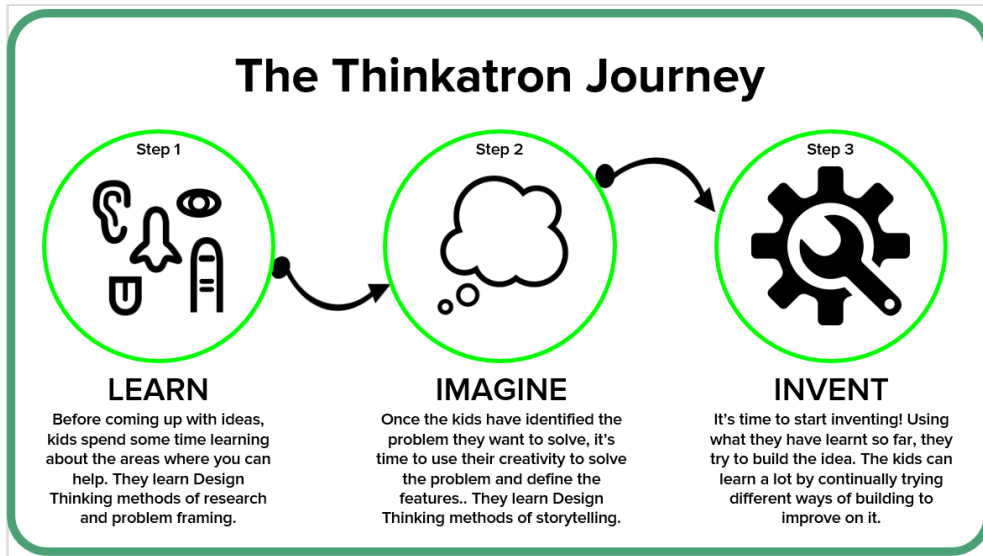 The Thinkatron Journey
Step 1
LEARN
Before coming up with ideas,
kids spend some time learning
about the areas where you can
help. They learn Design
Thinking methods of research
and problem framing.
Step 2
IMAGINE
Once the kids have identified the
problem they want to solve, it's
time to use their creativity to solve
the problem and define the
features.. They learn Design
Thinking methods of storytelling.
Step 3
INVENT
It's time to start inventing! Using
what they have learnt so far, they
try to build the idea. The kids can
learn a lot by continually trying
different ways of building to
improve on it.